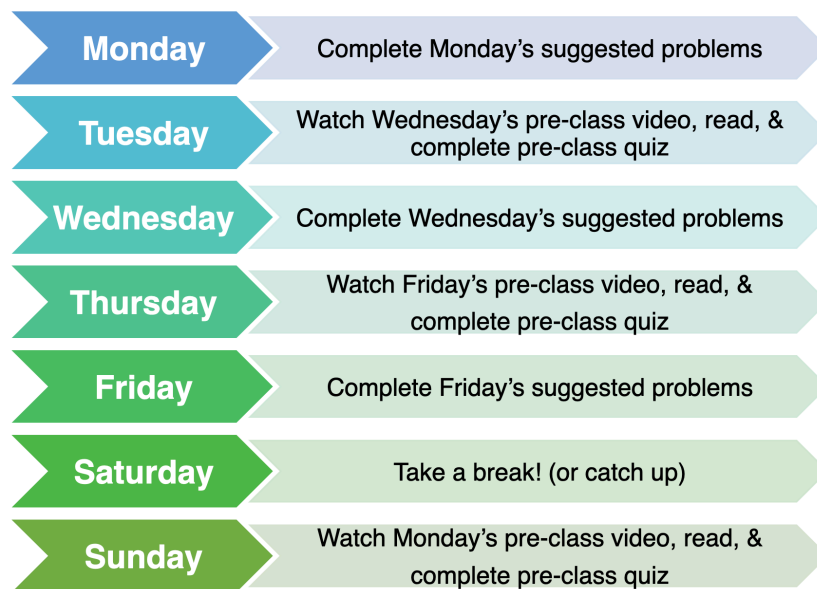 Monday
Complete Monday’s suggested problems
Tuesday
Watch Wednesday’s pre-class video, read, &
complete pre-class quiz
Wednesday
Complete Wednesday’s suggested problems
Thursday
Watch Friday’s pre-class video, read, &
complete pre-class quiz
Friday
Complete Friday’s suggested problems
Saturday
Take a break! (or catch up)
Sunday
Watch Monday’s pre-class video, read, &
complete pre-class quiz